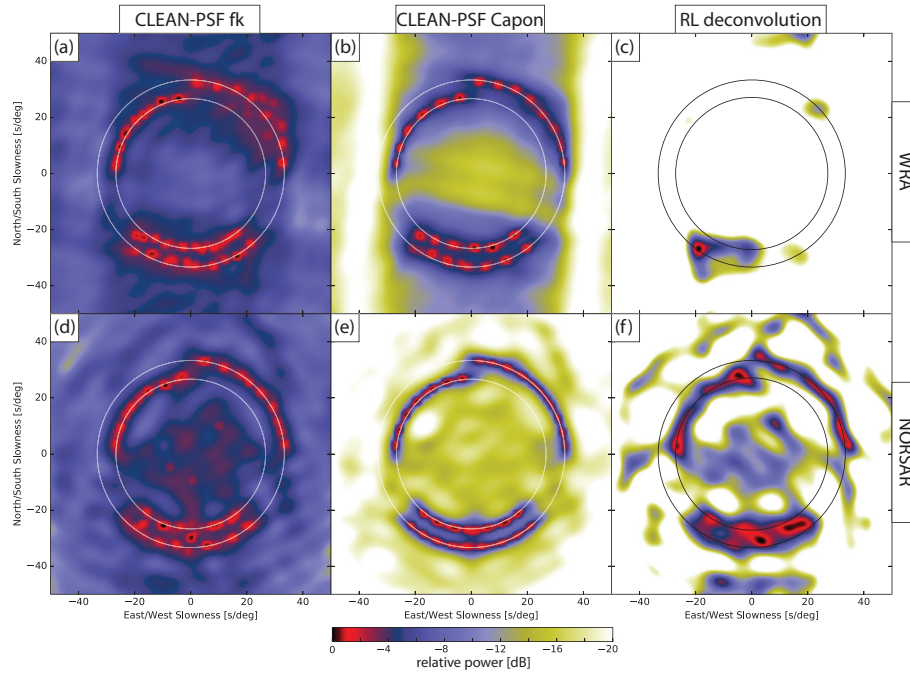 CLEAN-PSF fk
CLEAN-PSF Capon
RL deconvolution
(a)
(b)
(c)
40
20
0
−20
−40
North/South Slowness [s/deg]
WRA
(d)
(e)
(f)
40
20
0
−20
−40
North/South Slowness [s/deg]
NORSAR
−40 −20 0 20 40
−40 −20 0 20 40
−40 −20 0 20 40
East/West Slowness [s/deg]
East/West Slowness [s/deg]
East/West Slowness [s/deg]
0 −4 −8 −12 −16 −20
relative power [dB]